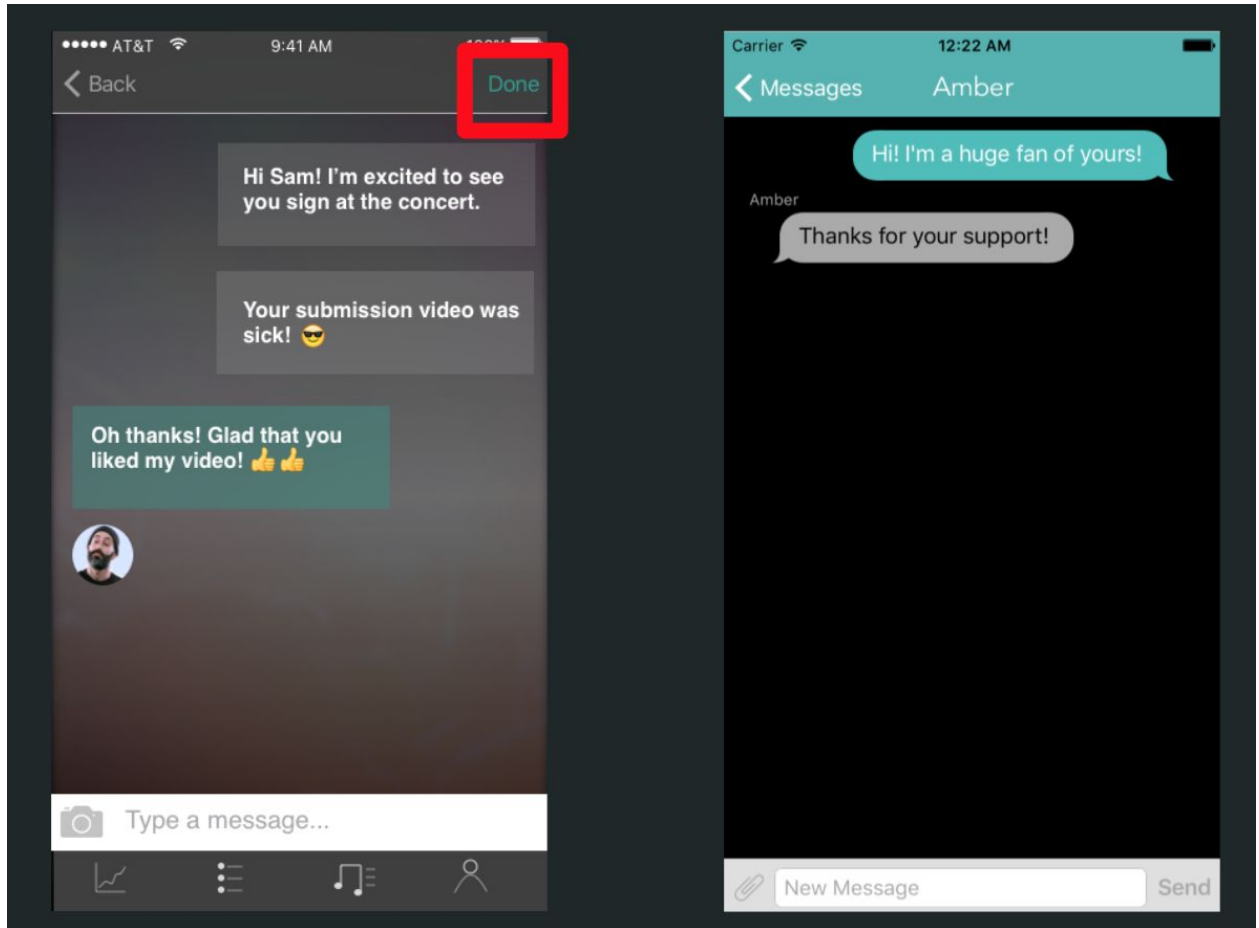 AT&T 9:41 AM 100%
Back Done
Hi Sam! I'm excited to see
you sign at the concert.
Your submission video was
sick! 😎
Oh thanks! Glad that you
liked my video! 👍👍
Type a message...
Carrier 12:22 AM
Messages Amber
Hi! I'm a huge fan of yours!
Amber
Thanks for your support!
New Message Send